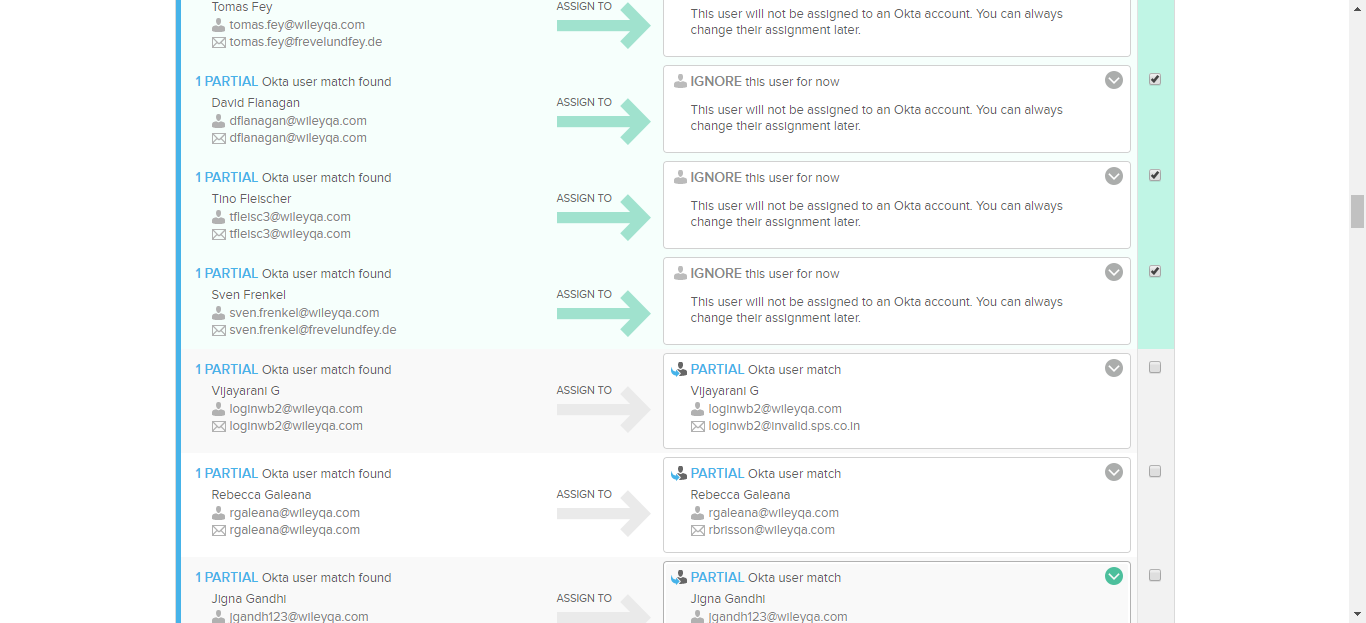 Tomas Fey
tomas.fey@wileyqa.com
tomas.fey@frevelundfey.de
ASSIGN TO
This user will not be assigned to an Okta account. You can always
change their assignment later.
1 PARTIAL Okta user match found
David Flanagan
dflanagan@wileyqa.com
dflanagan@wileyqa.com
ASSIGN TO
IGNORE this user for now
This user will not be assigned to an Okta account. You can always
change their assignment later.
1 PARTIAL Okta user match found
Tino Fleischer
tfleisc3@wileyqa.com
tfleisc3@wileyqa.com
ASSIGN TO
IGNORE this user for now
This user will not be assigned to an Okta account. You can always
change their assignment later.
1 PARTIAL Okta user match found
Sven Frenkel
sven.frenkel@wileyqa.com
sven.frenkel@frevelundfey.de
ASSIGN TO
IGNORE this user for now
This user will not be assigned to an Okta account. You can always
change their assignment later.
1 PARTIAL Okta user match found
Vijayarani G
loginwb2@wileyqa.com
loginwb2@wileyqa.com
ASSIGN TO
PARTIAL Okta user match
Vijayarani G
loginwb2@wileyqa.com
loginwb2@invalid.sps.co.in
1 PARTIAL Okta user match found
Rebecca Galeana
rgaleana@wileyqa.com
rgaleana@wileyqa.com
ASSIGN TO
PARTIAL Okta user match
Rebecca Galeana
rgaleana@wileyqa.com
rbrisson@wileyqa.com
1 PARTIAL Okta user match found
Jigna Gandhi
jgandh123@wileyqa.com
ASSIGN TO
PARTIAL Okta user match
Jigna Gandhi
jgandh123@wileyqa.com